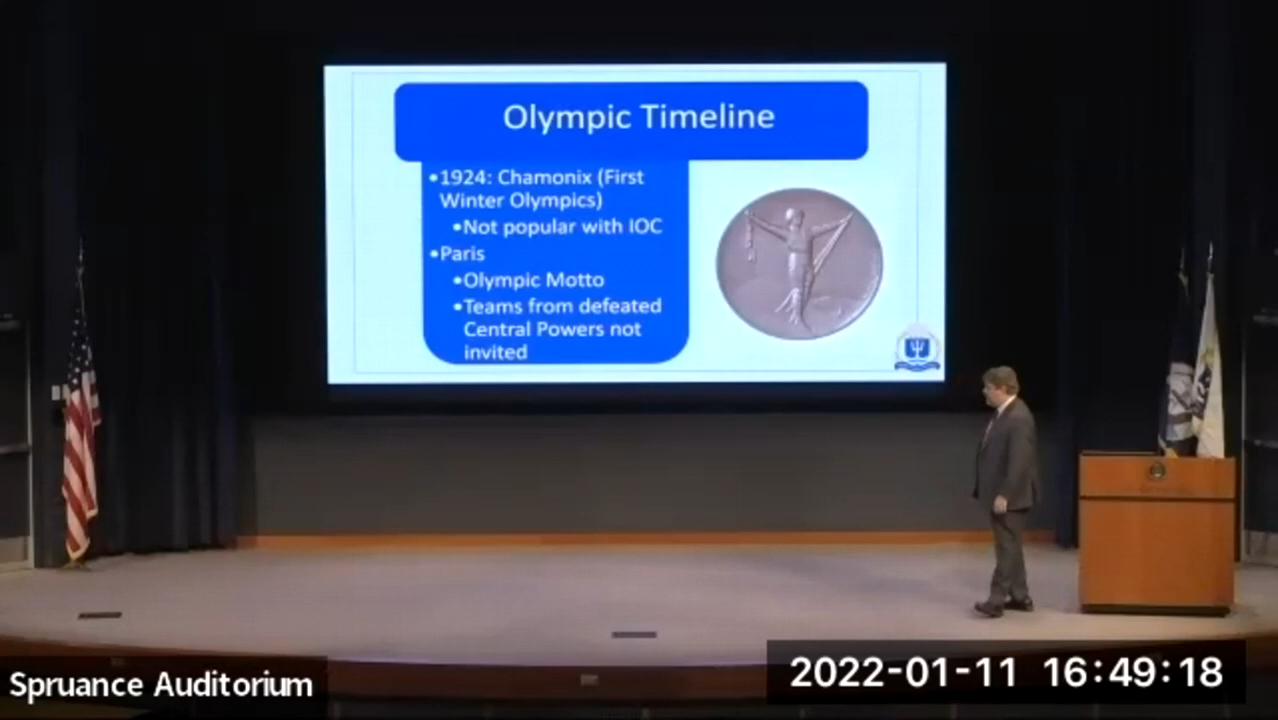 Olympic Timeline
•1924: Chamonix (First
Winter Olympics)
•Not popular with IOC
•Paris
•Olympic Motto
•Teams from defeated
Central Powers not
invited
Spruance Auditorium
2022-01-11 16:49:18